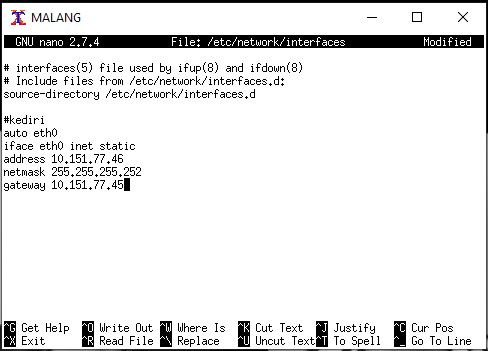 MALANG
GNU nano 2.7.4 File: /etc/network/interfaces Modified
# interfaces(5) file used by ifup(8) and ifdown(8)
# Include files from /etc/network/interfaces.d:
source-directory /etc/network/interfaces.d
#kediri
auto eth0
iface eth0 inet static
address 10.151.77.46
netmask 255.255.255.252
gateway 10.151.77.45
^G Get Help ^O Write Out ^W Where Is ^K Cut Text ^J Justify ^C Cur Pos
^X Exit ^R Read File ^\ Replace ^U Uncut Text ^T To Spell ^_ Go To Line